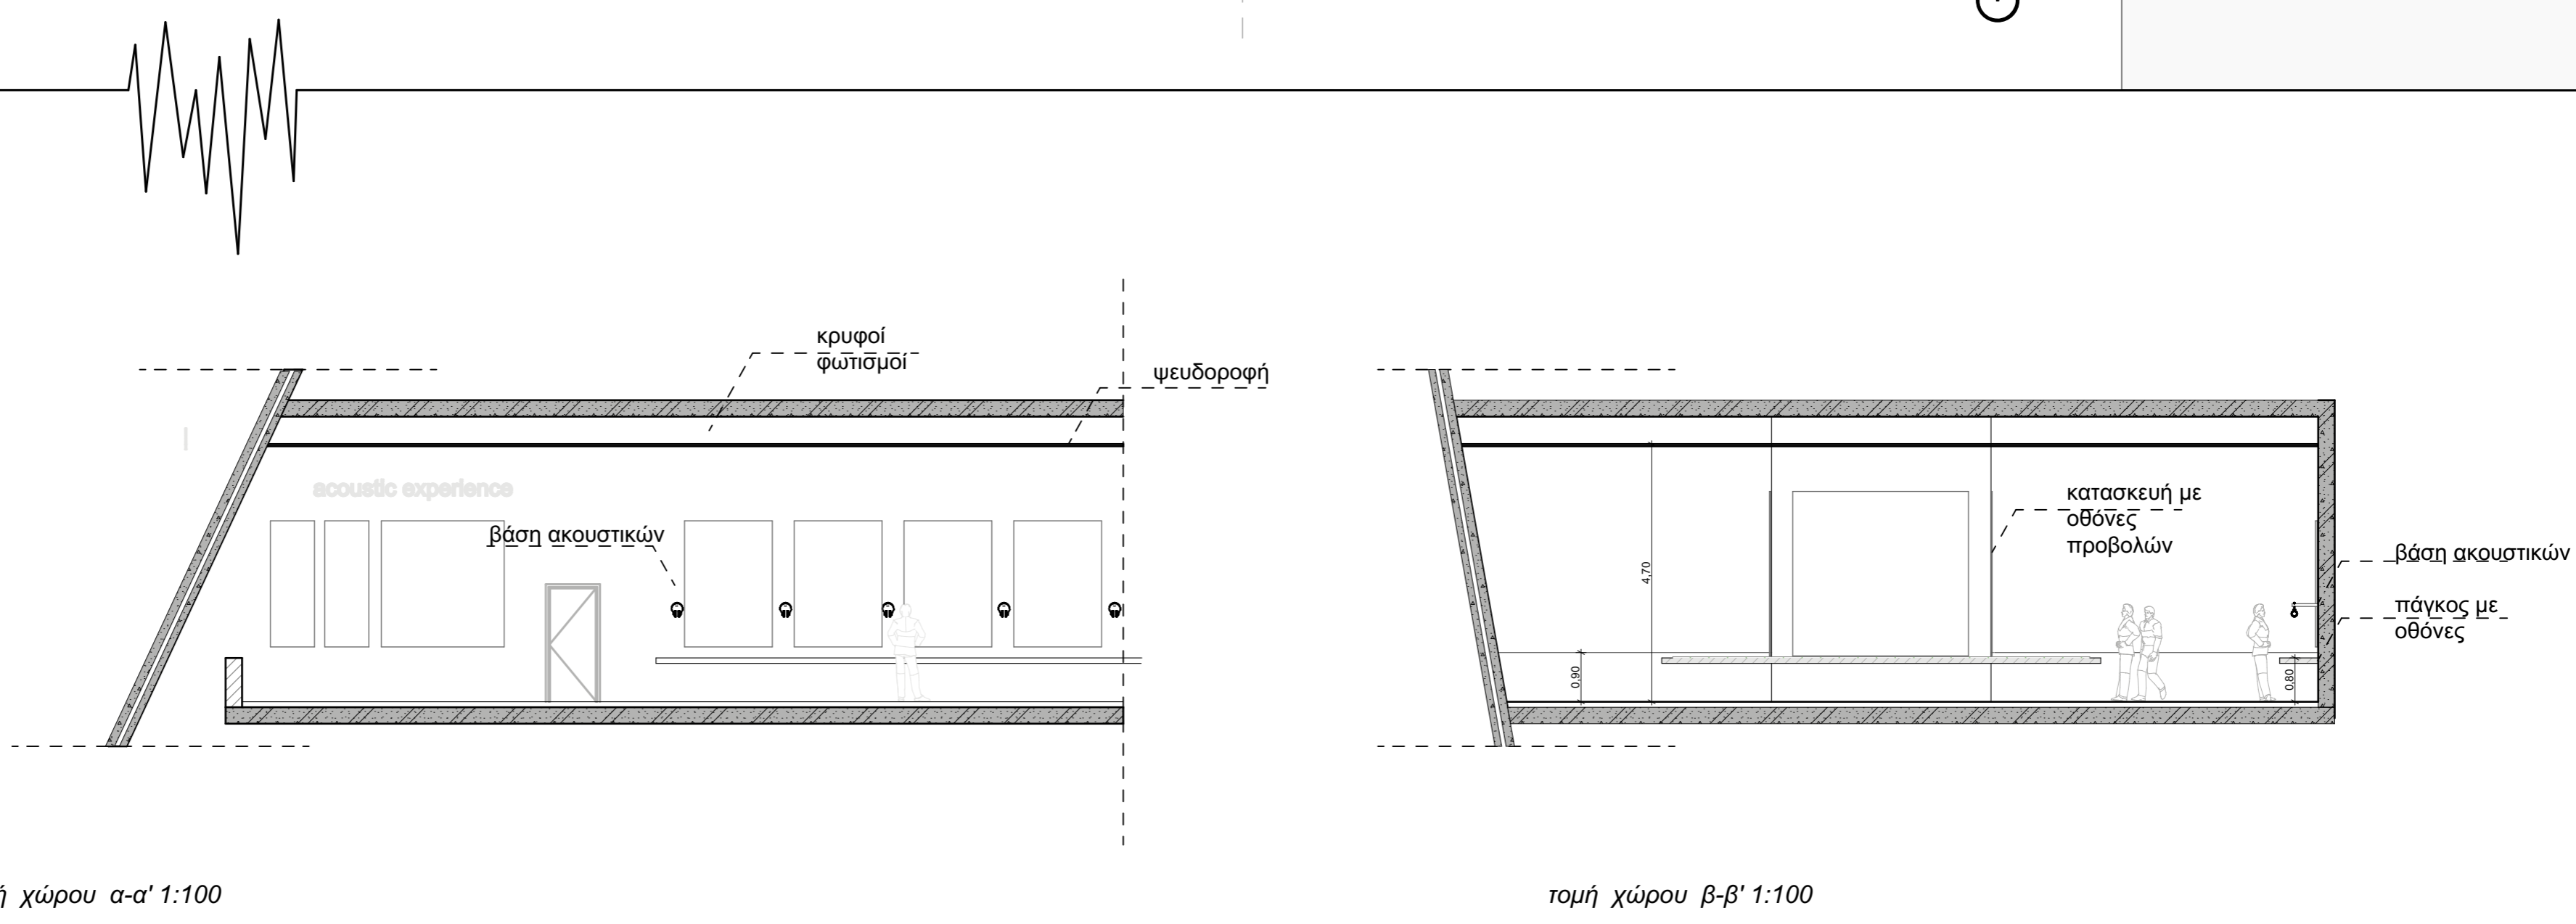 κρυφοί
φωτισμοί
ψευδοροφή
acoustic experience
βάση ακουστικών
κατασκευή με
οθόνες
προβολών
4,70
0,90
0,80
βάση ακουστικών
πάγκος με
οθόνες
ή χώρου α-α' 1:100
τομή χώρου β-β' 1:100